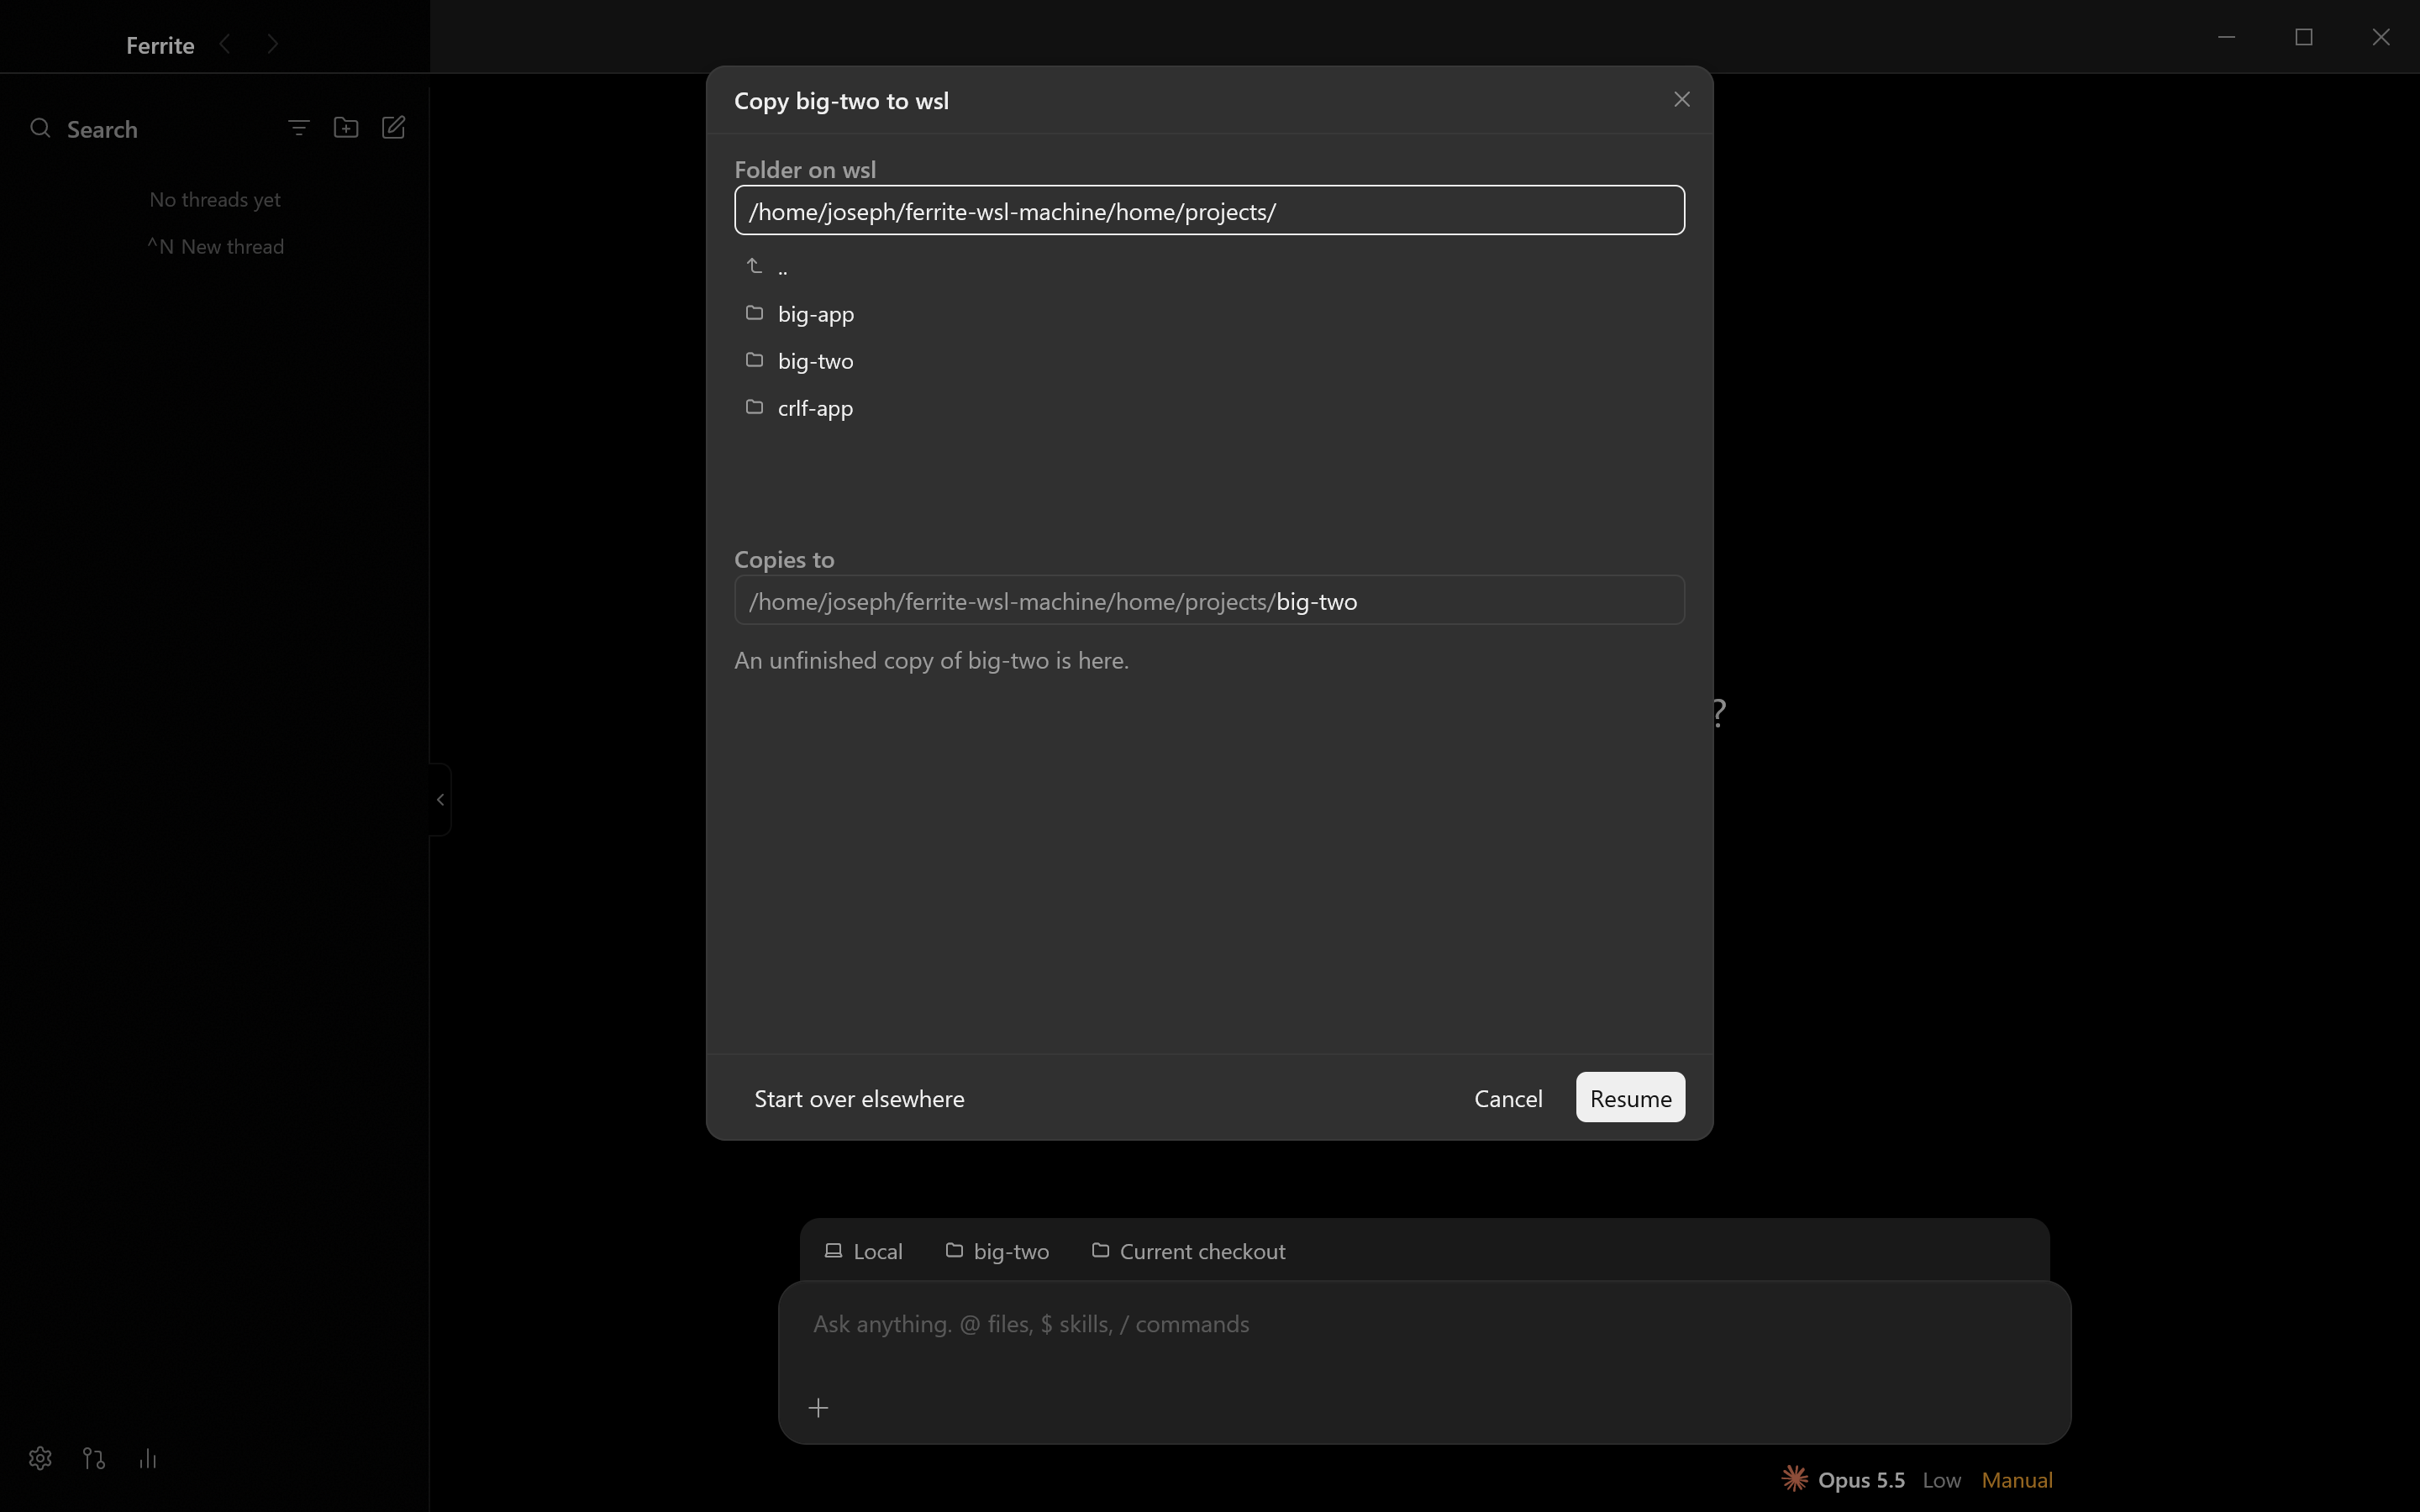 Ferrite
Search
No threads yet
^N New thread
Copy big-two to wsl
Folder on wsl
/home/joseph/ferrite-wsl-machine/home/projects/
..
big-app
big-two
crlf-app
Copies to
/home/joseph/ferrite-wsl-machine/home/projects/big-two
An unfinished copy of big-two is here.
?
Start over elsewhere
Cancel
Resume
Local
big-two
Current checkout
Ask anything. @ files, $ skills, / commands
Opus 5.5
Low
Manual